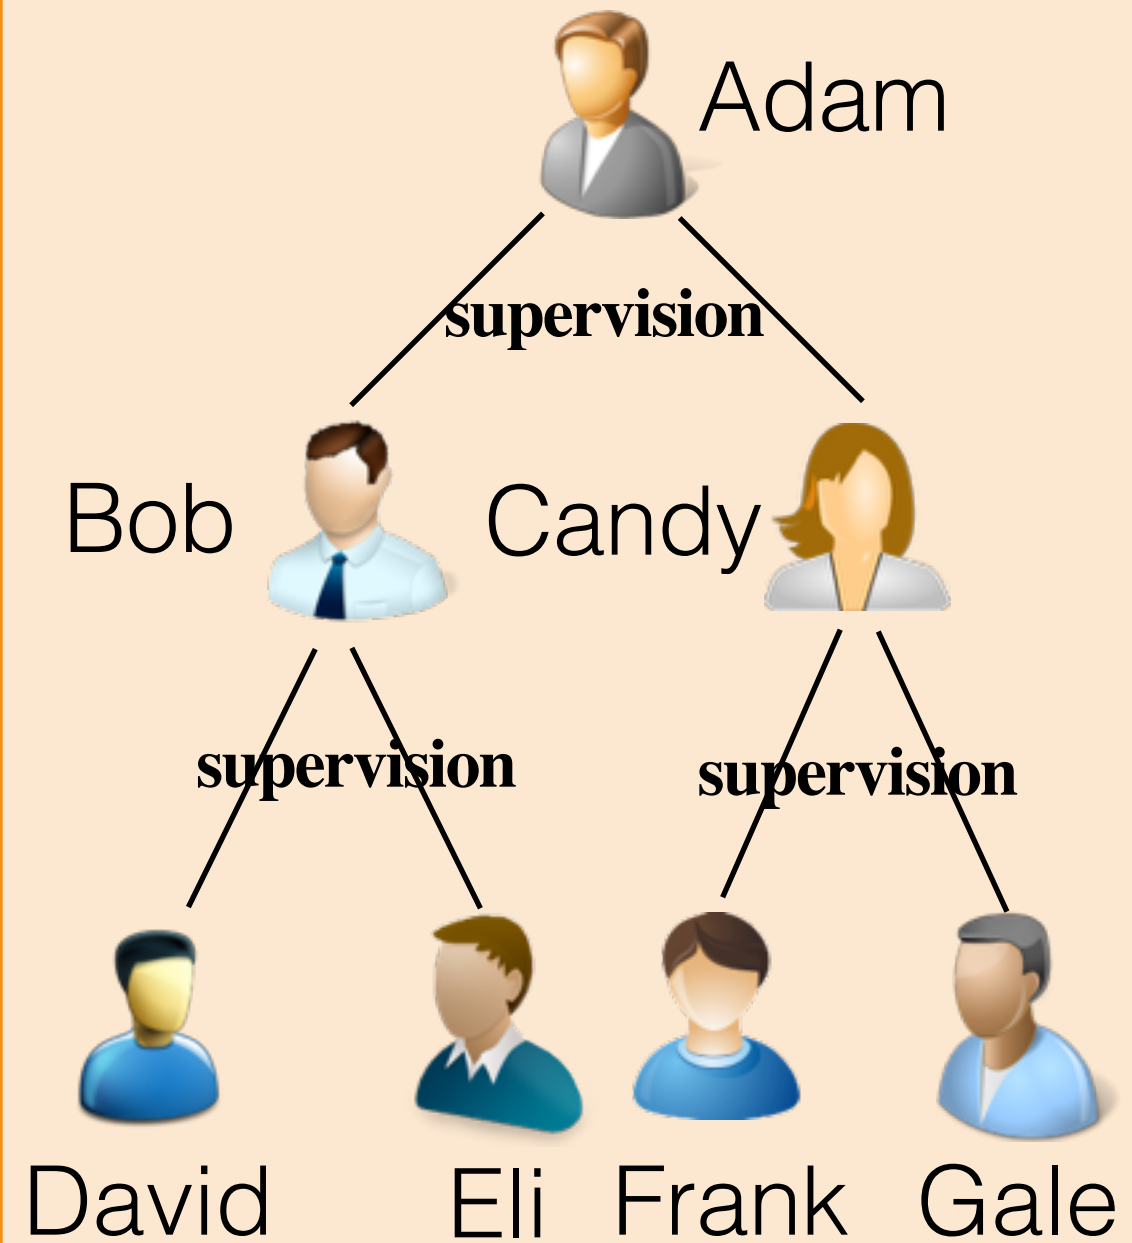 Adam
supervision
Bob Candy
supervision supervision
David Eli Frank Gale